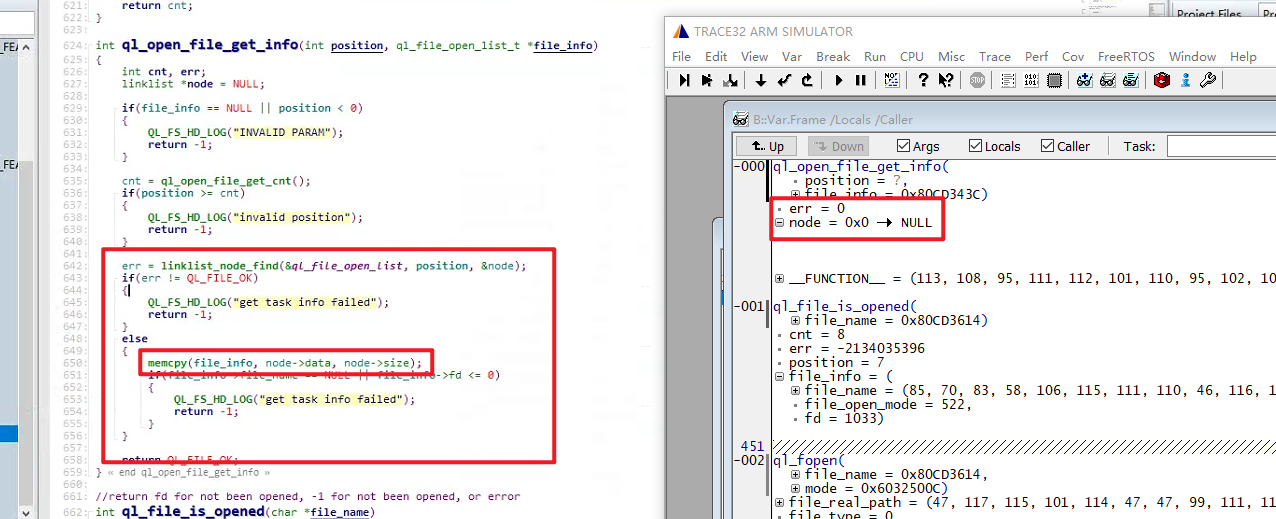 621: return cnt;
622: }
623:
624: int ql_open_file_get_info(int position, ql_file_open_list_t *file_info)
625: {
626: int cnt, err;
627: linklist *node = NULL;
628:
629: if(file_info == NULL || position < 0)
630: {
631: QL_FS_HD_LOG("INVALID PARAM");
632: return -1;
633: }
634:
635: cnt = ql_open_file_get_cnt();
636: if(position >= cnt)
637: {
638: QL_FS_HD_LOG("invalid position");
639: return -1;
640: }
641:
642: err = linklist_node_find(&ql_file_open_list, position, &node);
643: if(err != QL_FILE_OK)
644: {
645: QL_FS_HD_LOG("get task info failed");
646: return -1;
647: }
648: else
649: {
650: memcpy(file_info, node->data, node->size);
651: if(file_info->file_name == NULL || file_info->fd <= 0)
652: {
653: QL_FS_HD_LOG("get task info failed");
654: return -1;
655: }
656: }
657:
658: return QL_FILE_OK;
659: } « end ql_open_file_get_info »
660:
661: //return fd for not been opened, -1 for not been opened, or error
662: int ql_file_is_opened(char *file_name)
_FEA
_FEA
Project Files
TRACE32 ARM SIMULATOR
File Edit View Var Break Run CPU Misc Trace Perf Cov FreeRTOS Window Help
B::Var.Frame /Locals /Caller
Up Down Args Locals Caller Task:
-000 ql_open_file_get_info(
position = ?,
file_info = 0x80CD343C)
err = 0
node = 0x0 → NULL
__FUNCTION__ = (113, 108, 95, 111, 112, 101, 110, 95, 102, 10
-001 ql_file_is_opened(
file_name = 0x80CD3614)
cnt = 8
err = -2134035396
position = 7
file_info = (
file_name = (85, 70, 83, 58, 106, 115, 111, 110, 46, 116, 1
file_open_mode = 522,
fd = 1033)
451
-002 ql_fopen(
file_name = 0x80CD3614,
mode = 0x6032500C)
file_real_path = (47, 117, 115, 101, 114, 47, 47, 99, 111, 11
file_type = 0